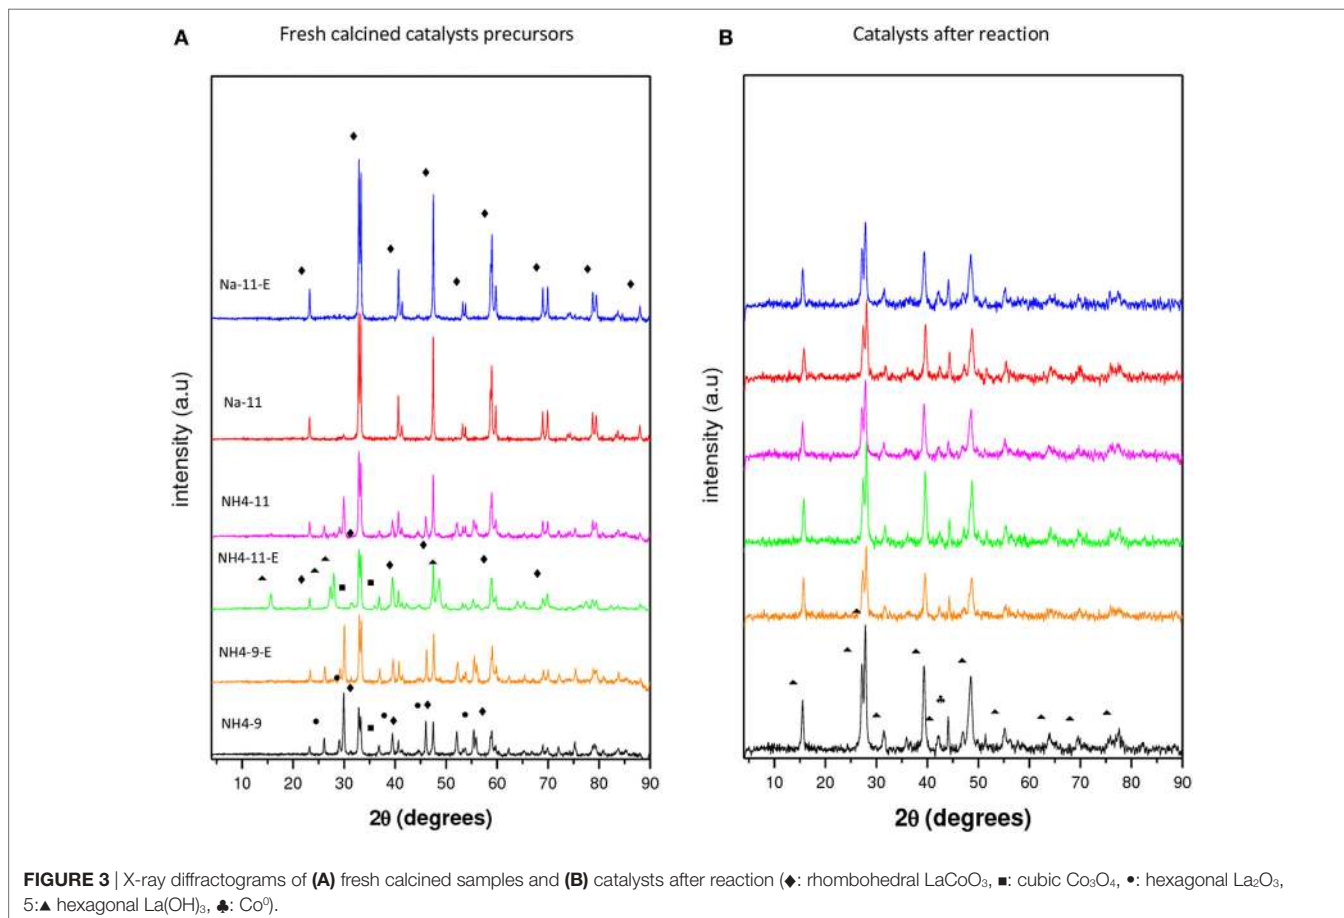 A Fresh calcined catalysts precursors
B Catalysts after reaction
intensity (a.u)
Na-11-E
Na-11
NH4-11
NH4-11-E
NH4-9-E
NH4-9
10 20 30 40 50 60 70 80 90
2θ (degrees)
intensity (a.u)
10 20 30 40 50 60 70 80 90
2θ (degrees)
FIGURE 3 | X-ray diffractograms of (A) fresh calcined samples and (B) catalysts after reaction (♦: rhombohedral LaCoO₃, ■: cubic Co₃O₄, •: hexagonal La₂O₃,
5:▲ hexagonal La(OH)₃, ♣: Co⁰).